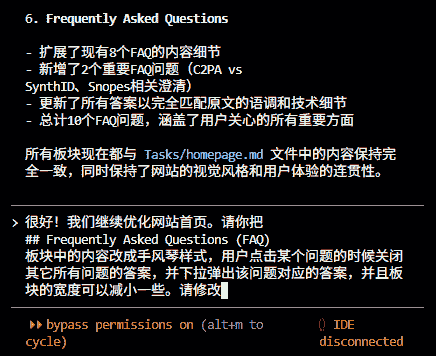 6. Frequently Asked Questions
- 扩展了现有8个FAQ的内容细节
- 新增了2个重要FAQ问题（C2PA vs
SynthID、Snopes相关澄清）
- 更新了所有答案以完全匹配原文的语调和技术细节
- 总计10个FAQ问题，涵盖了用户关心的所有重要方面
所有板块现在都与 Tasks/homepage.md 文件中的内容保持完
全一致，同时保持了网站的视觉风格和用户体验的连贯性。
> 很好！我们继续优化网站首页。请你把
## Frequently Asked Questions (FAQ)
板块中的内容改成手风琴样式，用户点击某个问题的时候关闭
其它所有问题的答案，并下拉弹出该问题对应的答案，并且板
块的宽度可以减小一些。请修改
⏵⏵ bypass permissions on (alt+m to
cycle)
◯ IDE
disconnected